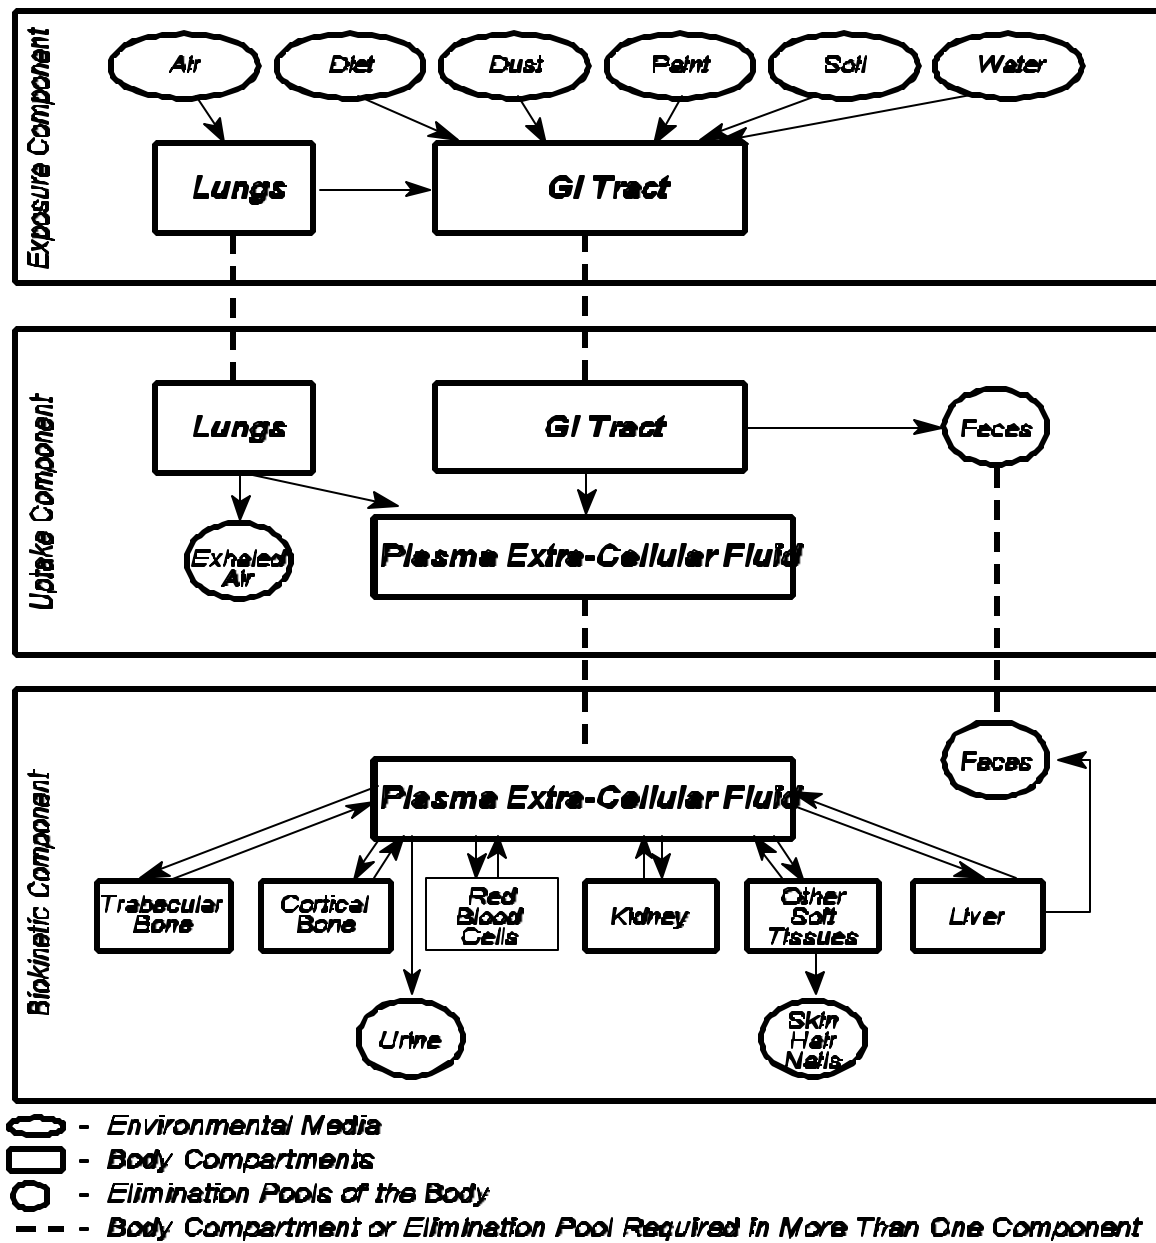 Exposure Component
Air
Diet
Dust
Paint
Soil
Water
Lungs
GI Tract
Uptake Component
Lungs
GI Tract
Feces
Exhaled
Air
Plasma Extra-Cellular Fluid
Biokinetic Component
Feces
Plasma Extra-Cellular Fluid
Trabecular
Bone
Cortical
Bone
Red
Blood
Cells
Kidney
Other
Soft
Tissues
Liver
Urine
Skin
Hair
Nails
- Environmental Media
- Body Compartments
- Elimination Pools of the Body
- Body Compartment or Elimination Pool Required in More Than One Component